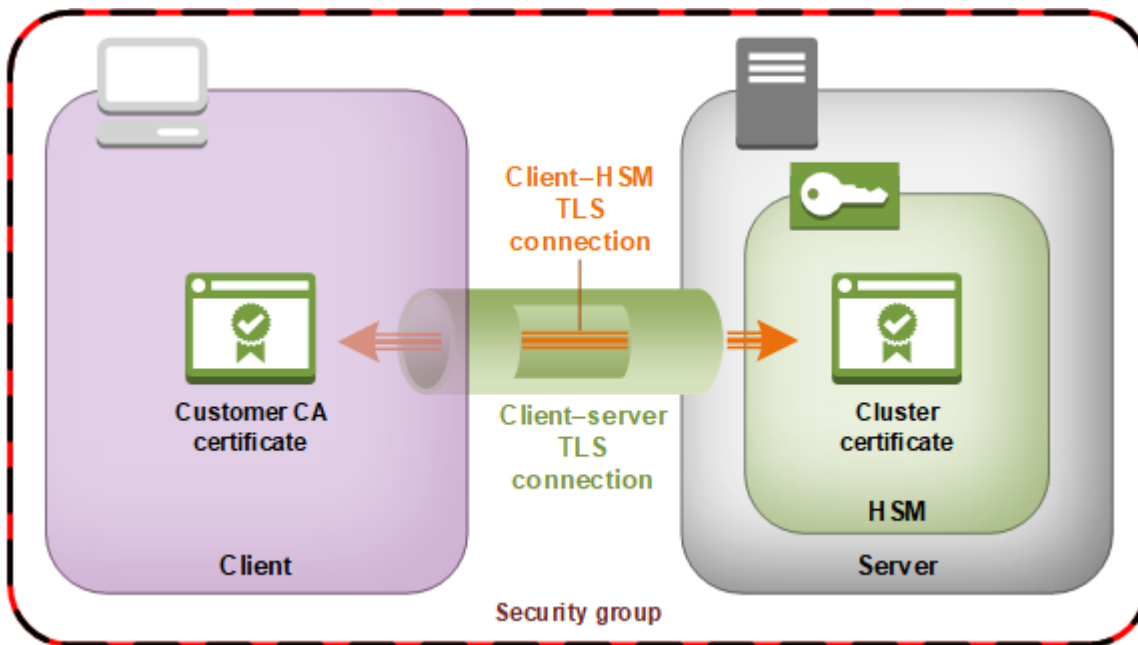 Client–HSM
TLS
connection
Customer CA
certificate
Client–server
TLS
connection
Cluster
certificate
HSM
Client
Server
Security group